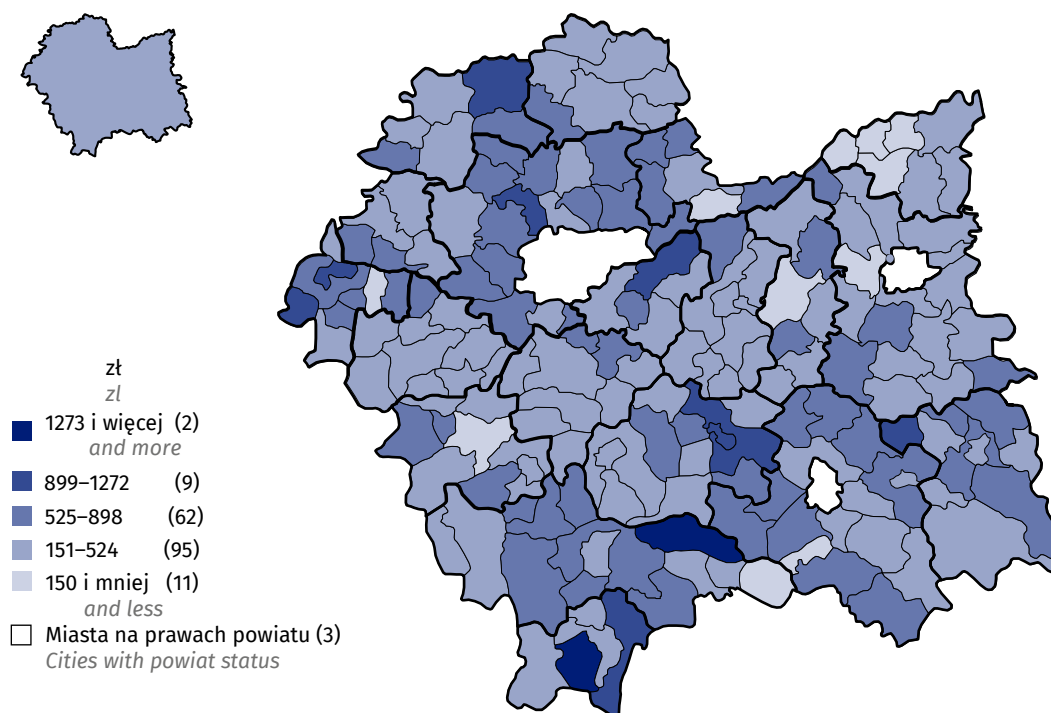 zł
zl
1273 i więcej (2)
and more
899–1272 (9)
525–898 (62)
151–524 (95)
150 i mniej (11)
and less
Miasta na prawach powiatu (3)
Cities with powiat status